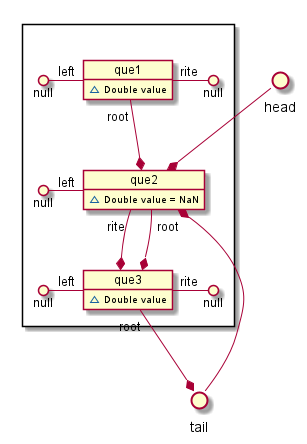 left
que1
rite
null
Double value
null
root
head
left
que2
null
Double value = NaN
rite
root
left
que3
rite
null
Double value
null
root
tail